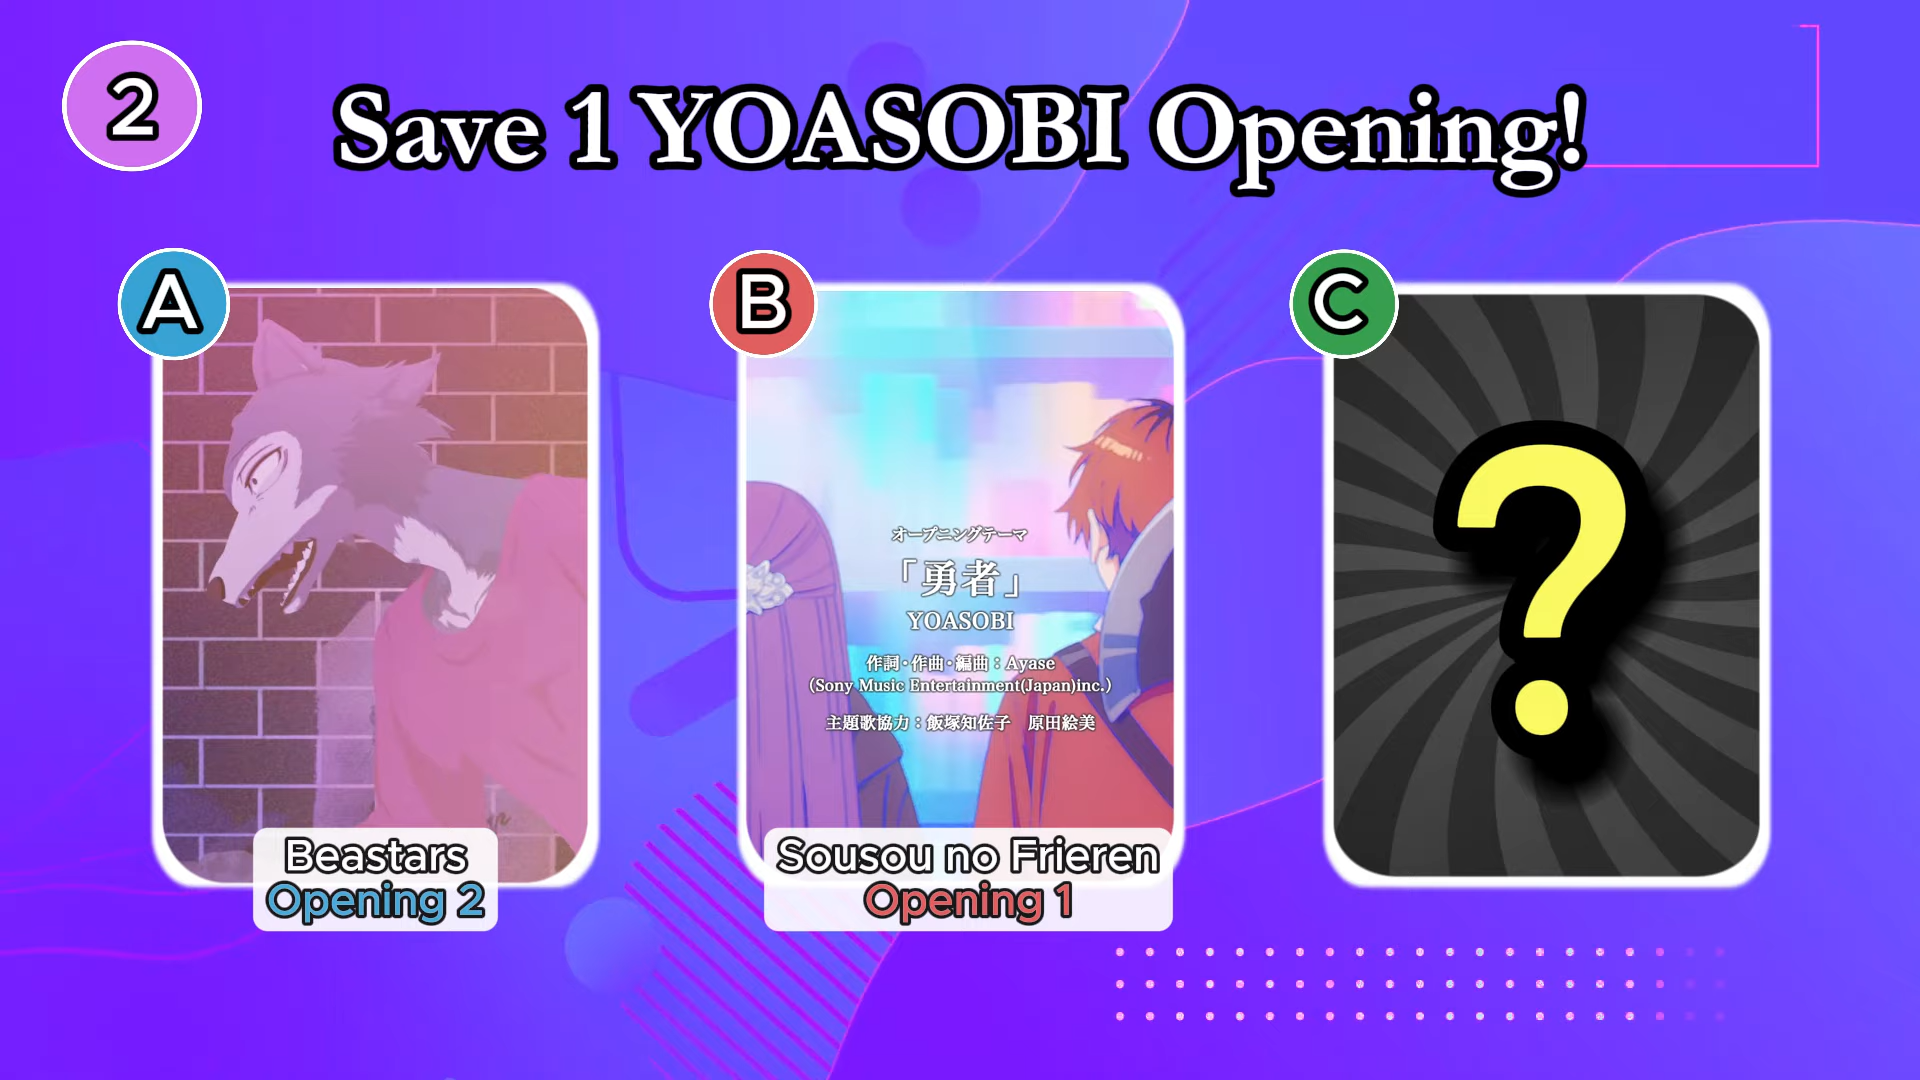 2
Save 1 YOASOBI Opening!
A
B
C
オープニングテーマ
「勇者」
YOASOBI
作詞・作曲・編曲：Ayase
(Sony Music Entertainment(Japan)inc.)
主題歌協力：飯塚知佐子　原田絵美
?
Beastars
Opening 2
Sousou no Frieren
Opening 1